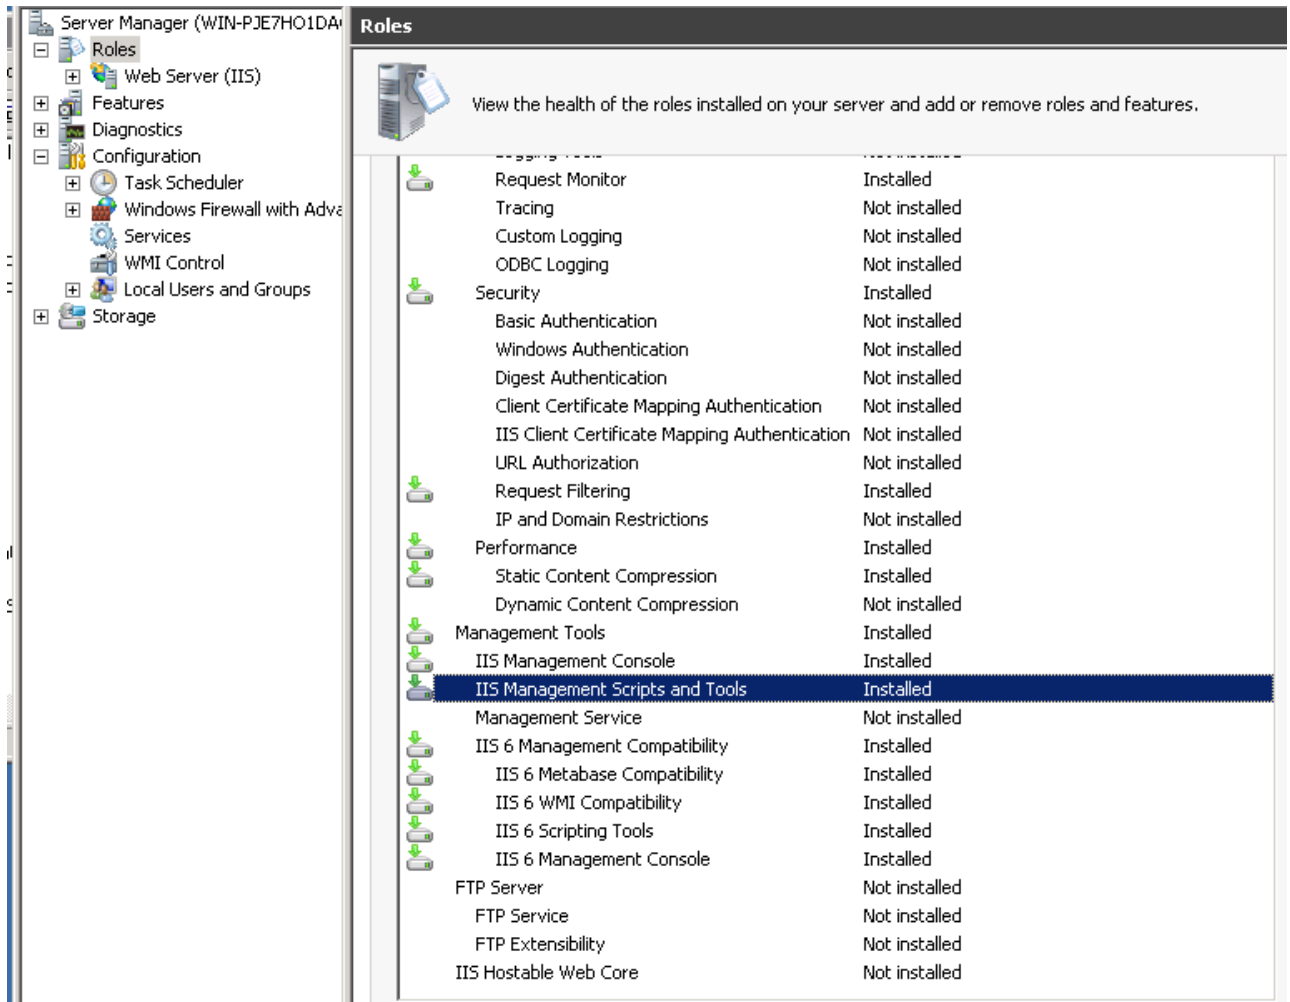 Server Manager (WIN-PJE7HO1DA
Roles
Web Server (IIS)
Features
Diagnostics
Configuration
Task Scheduler
Windows Firewall with Adva
Services
WMI Control
Local Users and Groups
Storage
Roles
View the health of the roles installed on your server and add or remove roles and features.
Request Monitor Installed
Tracing Not installed
Custom Logging Not installed
ODBC Logging Not installed
Security Installed
Basic Authentication Not installed
Windows Authentication Not installed
Digest Authentication Not installed
Client Certificate Mapping Authentication Not installed
IIS Client Certificate Mapping Authentication Not installed
URL Authorization Not installed
Request Filtering Installed
IP and Domain Restrictions Not installed
Performance Installed
Static Content Compression Installed
Dynamic Content Compression Not installed
Management Tools Installed
IIS Management Console Installed
IIS Management Scripts and Tools Installed
Management Service Not installed
IIS 6 Management Compatibility Installed
IIS 6 Metabase Compatibility Installed
IIS 6 WMI Compatibility Installed
IIS 6 Scripting Tools Installed
IIS 6 Management Console Installed
FTP Server Not installed
FTP Service Not installed
FTP Extensibility Not installed
IIS Hostable Web Core Not installed